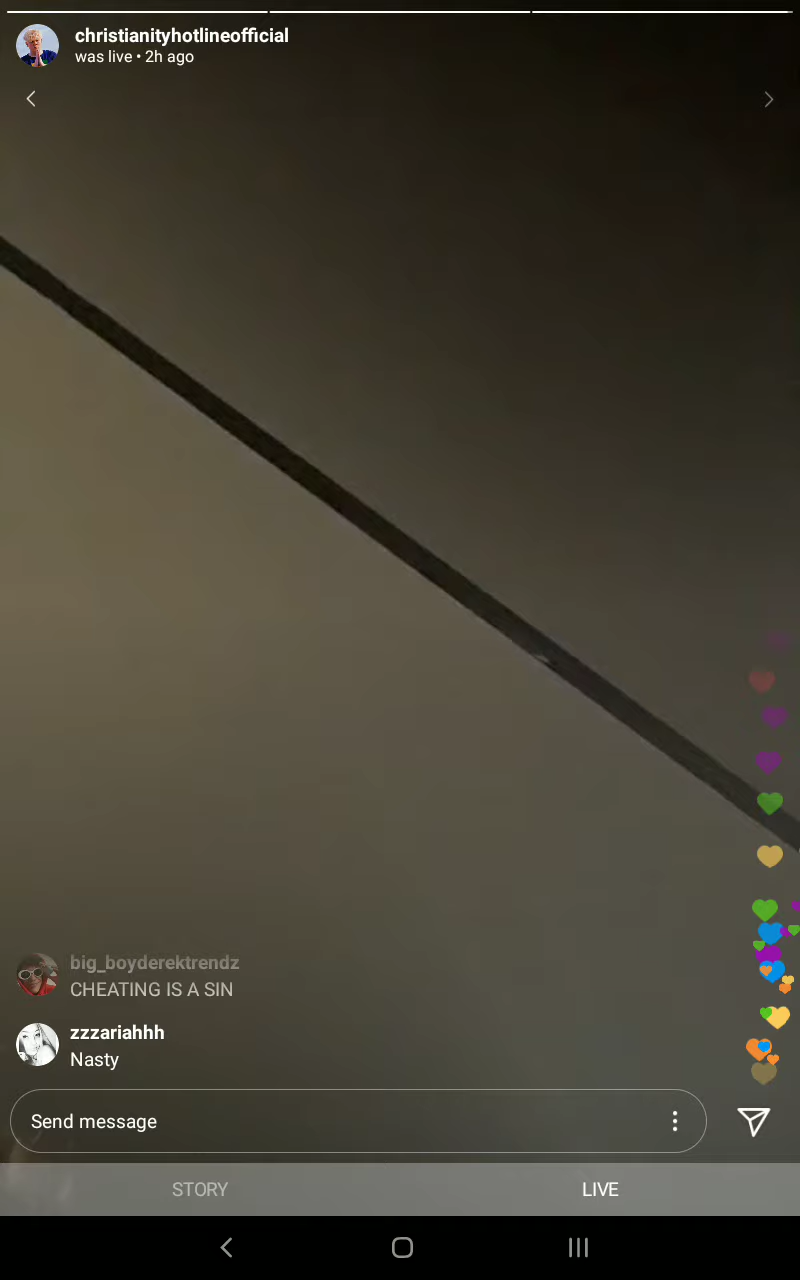 christianityhotlineofficial
was live • 2h ago
big_boyderektrendz
CHEATING IS A SIN
zzzariahhh
Nasty
Send message
STORY
LIVE